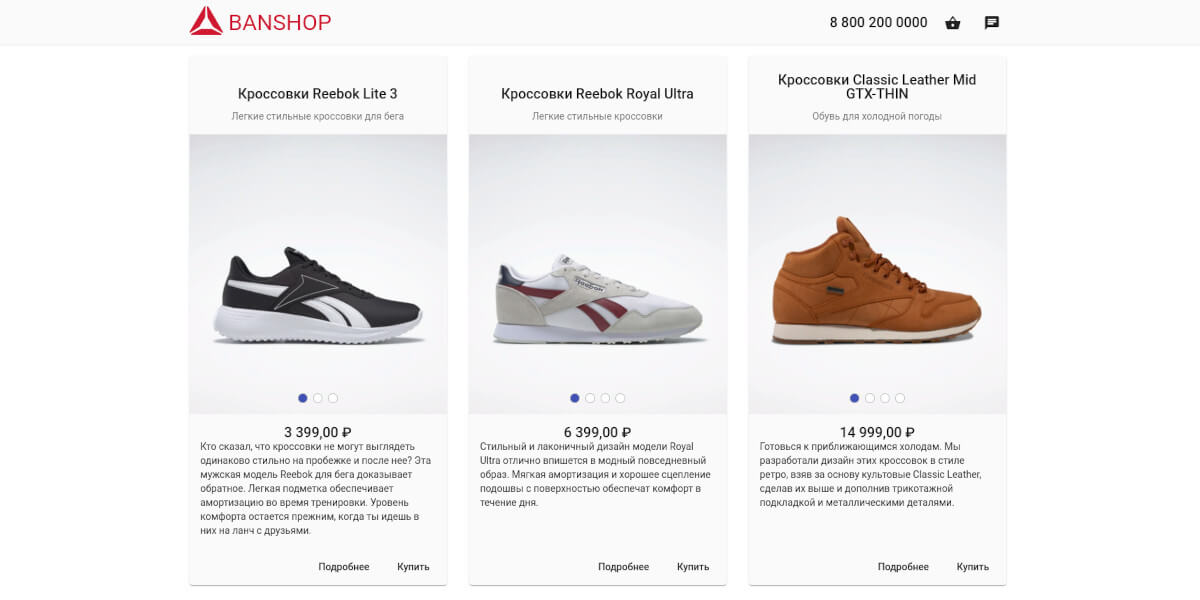 BANSHOP
8 800 200 0000
Кроссовки Reebok Lite 3
Легкие стильные кроссовки для бега
3 399,00 ₽
Кто сказал, что кроссовки не могут выглядеть
одинаково стильно на пробежке и после нее? Эта
мужская модель Reebok для бега доказывает
обратное. Легкая подметка обеспечивает
амортизацию во время тренировки. Уровень
комфорта остается прежним, когда ты идешь в
них на ланч с друзьями.
Подробнее Купить
Кроссовки Reebok Royal Ultra
Легкие стильные кроссовки
Reebok
6 399,00 ₽
Стильный и лаконичный дизайн модели Royal
Ultra отлично впишется в модный повседневный
образ. Мягкая амортизация и хорошее сцепление
подошвы с поверхностью обеспечат комфорт в
течение дня.
Подробнее Купить
Кроссовки Classic Leather Mid
GTX-THIN
Обувь для холодной погоды
14 999,00 ₽
Готовься к приближающимся холодам. Мы
разработали дизайн этих кроссовок в стиле
ретро, взяв за основу культовые Classic Leather,
сделав их выше и дополнив трикотажной
подкладкой и металлическими деталями.
Подробнее Купить